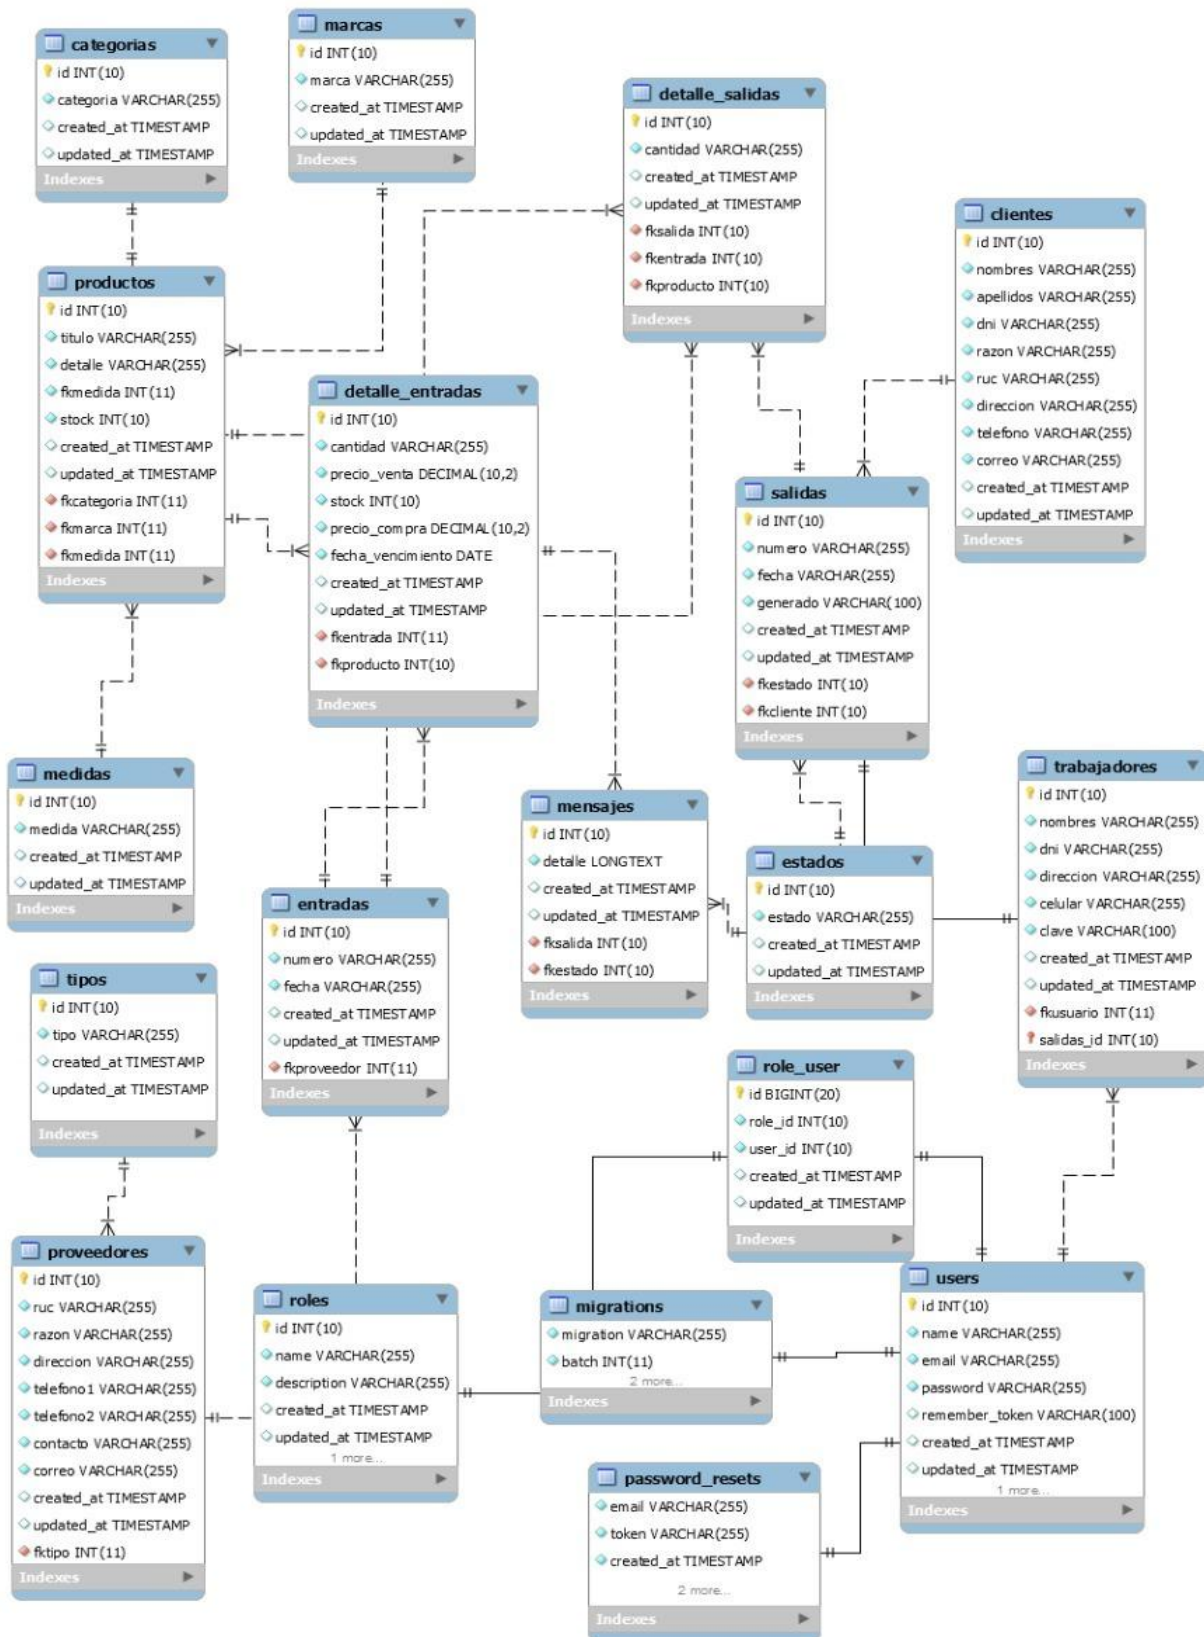 categorias
id INT(10)
categoria VARCHAR(255)
created_at TIMESTAMP
updated_at TIMESTAMP
Indexes
marcas
id INT(10)
marca VARCHAR(255)
created_at TIMESTAMP
updated_at TIMESTAMP
Indexes
detalle_salidas
id INT(10)
cantidad VARCHAR(255)
created_at TIMESTAMP
updated_at TIMESTAMP
fksalida INT(10)
fkentrada INT(10)
fkproducto INT(10)
Indexes
clientes
id INT(10)
nombres VARCHAR(255)
apellidos VARCHAR(255)
dni VARCHAR(255)
razon VARCHAR(255)
ruc VARCHAR(255)
direccion VARCHAR(255)
telefono VARCHAR(255)
correo VARCHAR(255)
created_at TIMESTAMP
updated_at TIMESTAMP
Indexes
productos
id INT(10)
titulo VARCHAR(255)
detalle VARCHAR(255)
fkmedida INT(11)
stock INT(10)
created_at TIMESTAMP
updated_at TIMESTAMP
fkcategoria INT(11)
fkmarca INT(11)
fkmedida INT(11)
Indexes
detalle_entradas
id INT(10)
cantidad VARCHAR(255)
precio_venta DECIMAL(10,2)
stock INT(10)
precio_compra DECIMAL(10,2)
fecha_vencimiento DATE
created_at TIMESTAMP
updated_at TIMESTAMP
fkentrada INT(11)
fkproducto INT(10)
Indexes
salidas
id INT(10)
numero VARCHAR(255)
fecha VARCHAR(255)
generado VARCHAR(100)
created_at TIMESTAMP
updated_at TIMESTAMP
fkestado INT(10)
fkcliente INT(10)
Indexes
medidas
id INT(10)
medida VARCHAR(255)
created_at TIMESTAMP
updated_at TIMESTAMP
Indexes
mensajes
id INT(10)
detalle LONGTEXT
created_at TIMESTAMP
updated_at TIMESTAMP
fksalida INT(10)
fkestado INT(10)
Indexes
estados
id INT(10)
estado VARCHAR(255)
created_at TIMESTAMP
updated_at TIMESTAMP
Indexes
trabajadores
id INT(10)
nombres VARCHAR(255)
dni VARCHAR(255)
direccion VARCHAR(255)
celular VARCHAR(255)
clave VARCHAR(100)
created_at TIMESTAMP
updated_at TIMESTAMP
fkusuario INT(11)
salidas_id INT(10)
Indexes
entradas
id INT(10)
numero VARCHAR(255)
fecha VARCHAR(255)
created_at TIMESTAMP
updated_at TIMESTAMP
fkproveedor INT(11)
Indexes
tipos
id INT(10)
tipo VARCHAR(255)
created_at TIMESTAMP
updated_at TIMESTAMP
Indexes
role_user
id BIGINT(20)
role_id INT(10)
user_id INT(10)
created_at TIMESTAMP
updated_at TIMESTAMP
Indexes
proveedores
id INT(10)
ruc VARCHAR(255)
razon VARCHAR(255)
direccion VARCHAR(255)
telefono1 VARCHAR(255)
telefono2 VARCHAR(255)
contacto VARCHAR(255)
correo VARCHAR(255)
created_at TIMESTAMP
updated_at TIMESTAMP
fktipo INT(11)
Indexes
roles
id INT(10)
name VARCHAR(255)
description VARCHAR(255)
created_at TIMESTAMP
updated_at TIMESTAMP
1 more...
Indexes
migrations
migration VARCHAR(255)
batch INT(11)
2 more...
Indexes
users
id INT(10)
name VARCHAR(255)
email VARCHAR(255)
password VARCHAR(255)
remember_token VARCHAR(100)
created_at TIMESTAMP
updated_at TIMESTAMP
1 more...
Indexes
password_resets
email VARCHAR(255)
token VARCHAR(255)
created_at TIMESTAMP
2 more...
Indexes